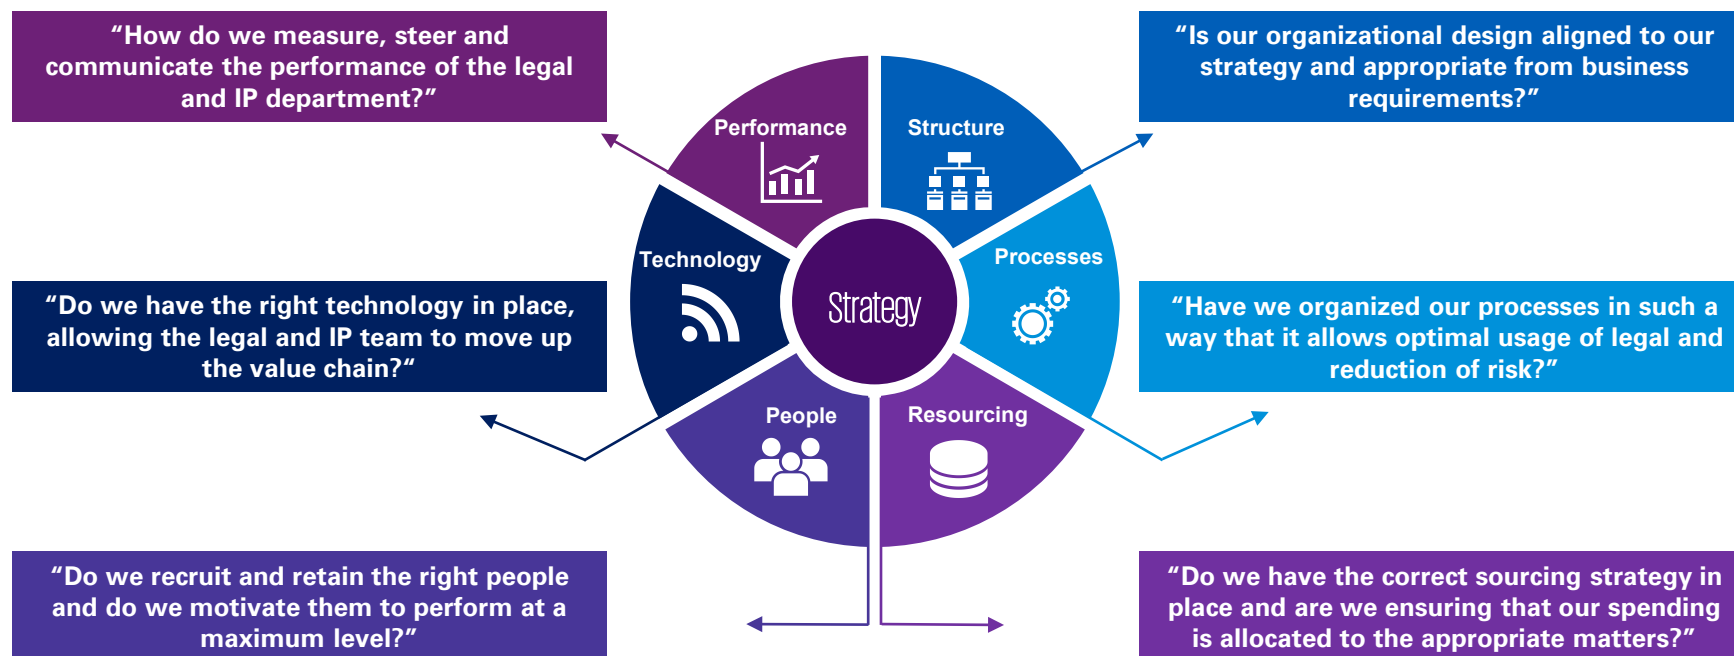 “How do we measure, steer and
communicate the performance of the legal
and IP department?”
“Is our organizational design aligned to our
strategy and appropriate from business
requirements?”
Performance
Structure
Technology
Processes
Strategy
“Do we have the right technology in place,
allowing the legal and IP team to move up
the value chain?“
“Have we organized our processes in such a
way that it allows optimal usage of legal and
reduction of risk?”
People
Resourcing
“Do we recruit and retain the right people
and do we motivate them to perform at a
maximum level?”
“Do we have the correct sourcing strategy in
place and are we ensuring that our spending
is allocated to the appropriate matters?”